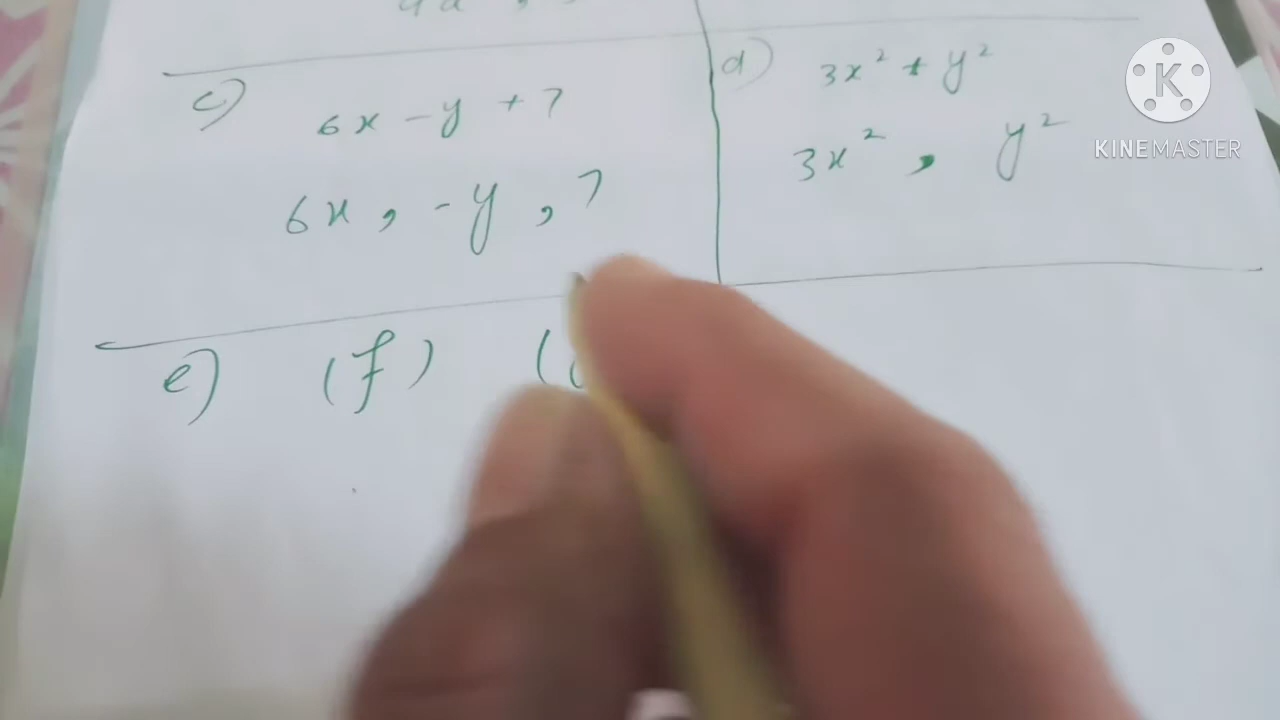 c)
6x - y + 7
6x , -y , 7
d) 3x² + y²
3x² , y²
e) (f) (
K
KINEMASTER